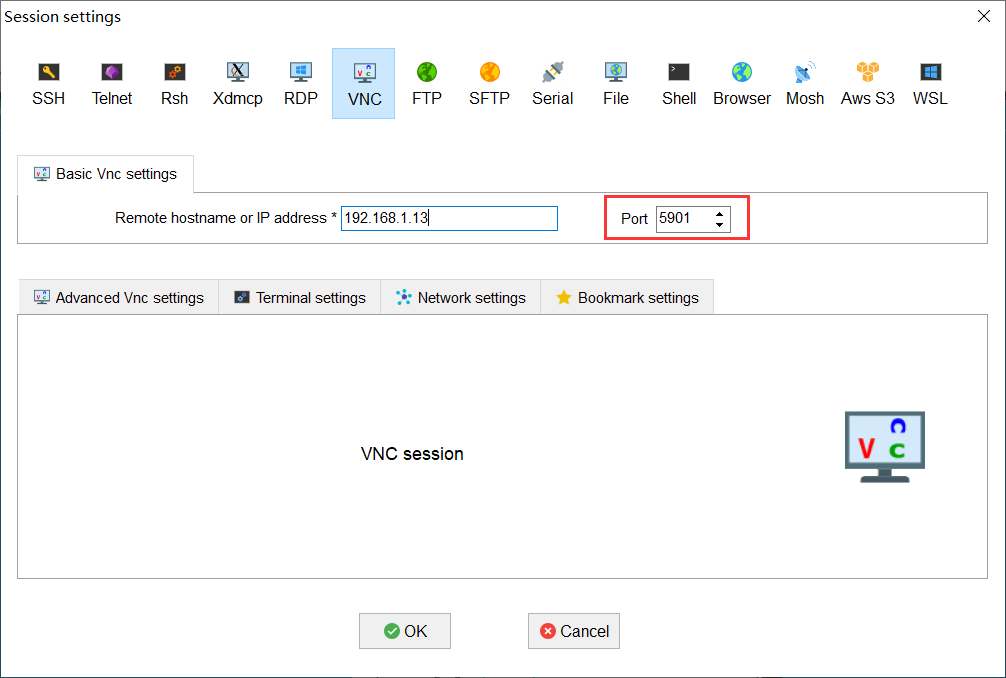 Session settings
SSH Telnet Rsh Xdmcp RDP VNC FTP SFTP Serial File Shell Browser Mosh Aws S3 WSL
Basic Vnc settings
Remote hostname or IP address * 192.168.1.13 Port 5901
Advanced Vnc settings Terminal settings Network settings Bookmark settings
VNC session
V n c
OK Cancel